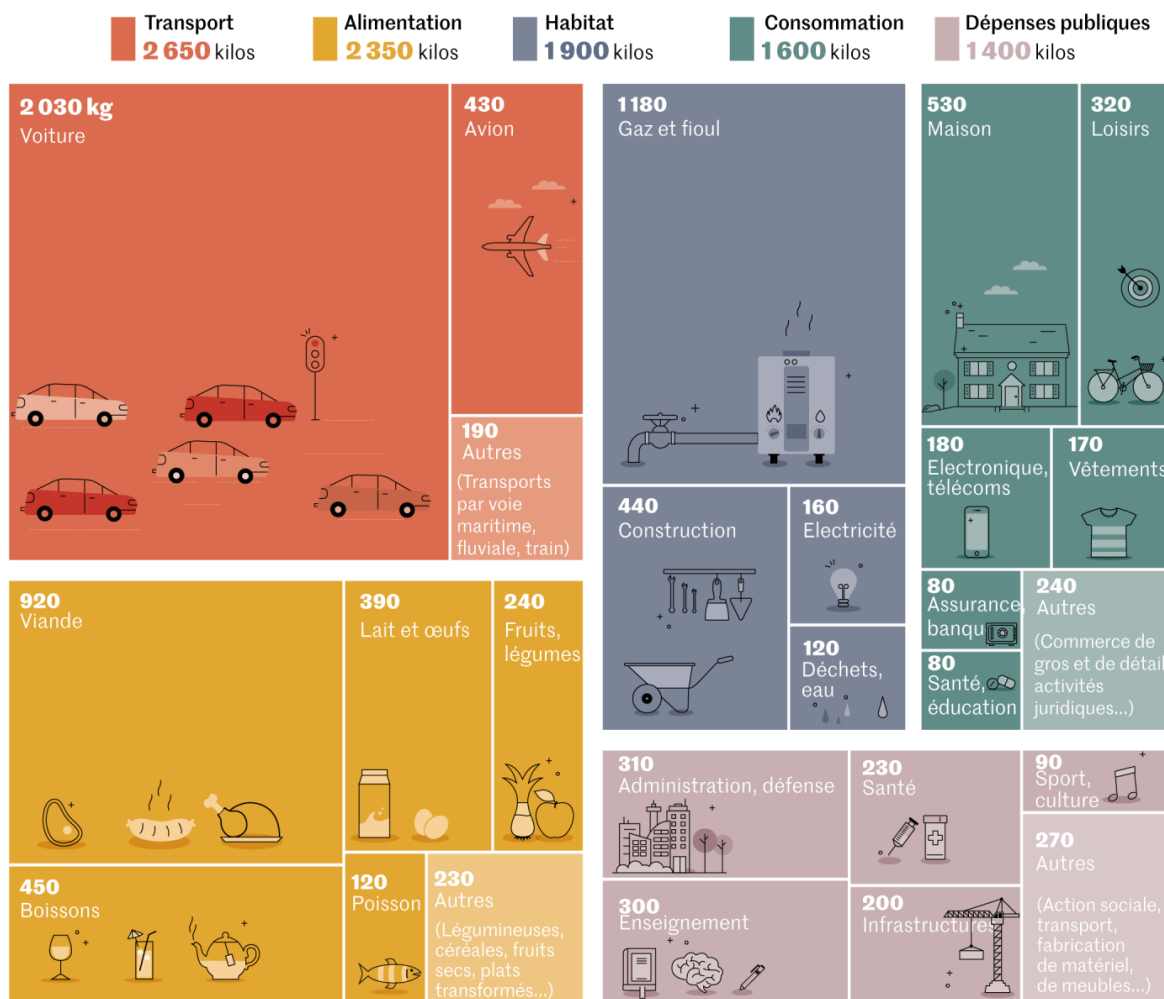 Transport
2 650 kilos
Alimentation
2 350 kilos
Habitat
1 900 kilos
Consommation
1 600 kilos
Dépenses publiques
1 400 kilos
2 030 kg
Voiture
430
Avion
190
Autres
(Transports
par voie
maritime,
fluviale, train)
1 180
Gaz et fioul
440
Construction
160
Electricité
120
Déchets,
eau
530
Maison
320
Loisirs
180
Electronique,
télécoms
170
Vêtements
80
Assurance,
banqu
80
Santé,
éducation
240
Autres
(Commerce de
gros et de détail
activités
juridiques...)
920
Viande
390
Lait et œufs
240
Fruits,
légumes
450
Boissons
120
Poisson
230
Autres
(Légumineuses,
céréales, fruits
secs, plats
transformés...)
310
Administration, défense
230
Santé
90
Sport,
culture
300
Enseignement
200
Infrastructures
270
Autres
(Action sociale,
transport,
fabrication
de matériel,
de meubles...)